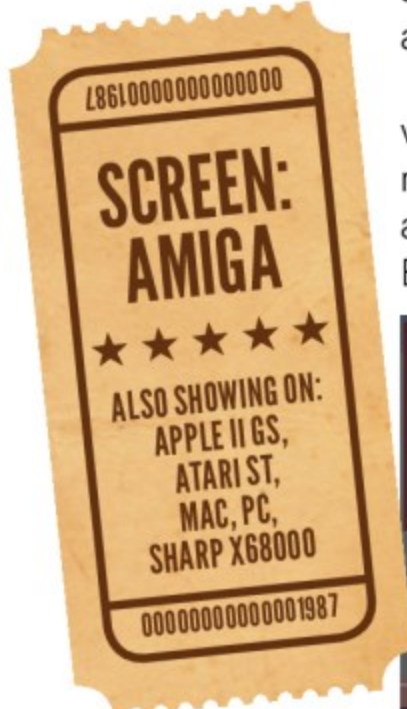 00000000000001987
SCREEN:
AMIGA
★ ★ ★ ★ ★
ALSO SHOWING ON:
APPLE II GS,
ATARI ST,
MAC, PC,
SHARP X68000
00000000000001987